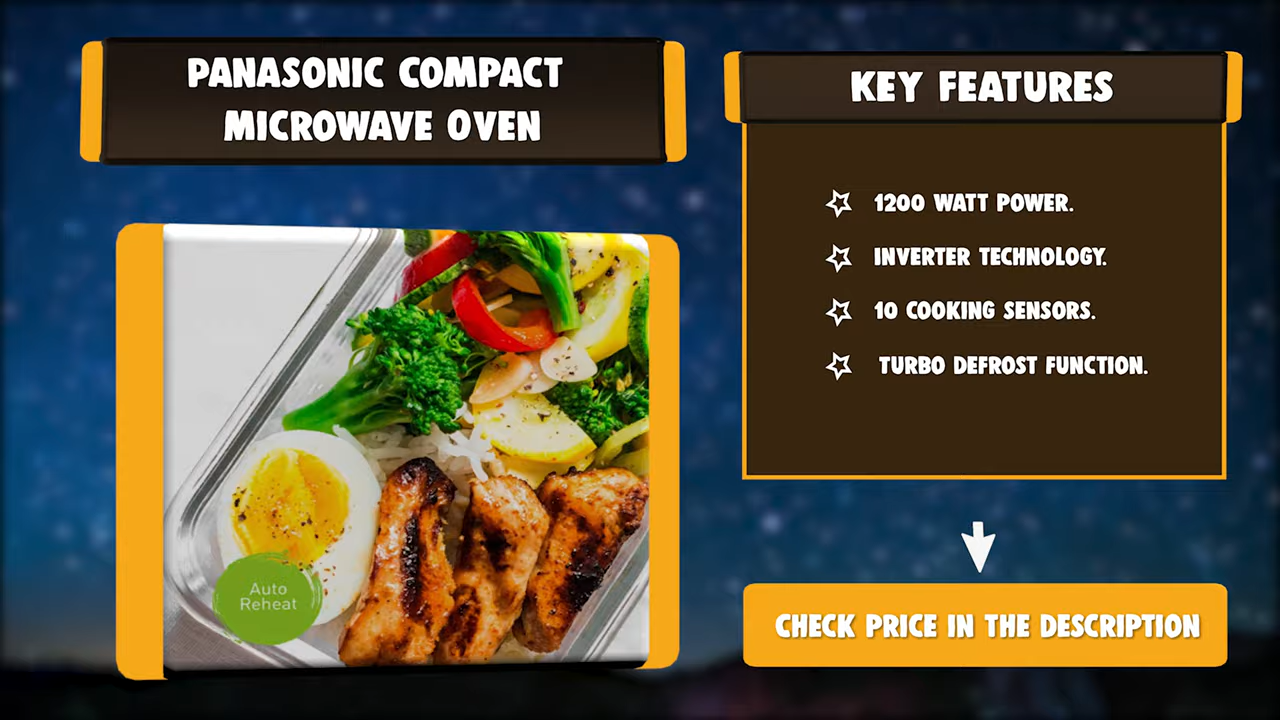 PANASONIC COMPACT
MICROWAVE OVEN
KEY FEATURES
1200 WATT POWER.
INVERTER TECHNOLOGY.
10 COOKING SENSORS.
TURBO DEFROST FUNCTION.
Auto
Reheat
CHECK PRICE IN THE DESCRIPTION